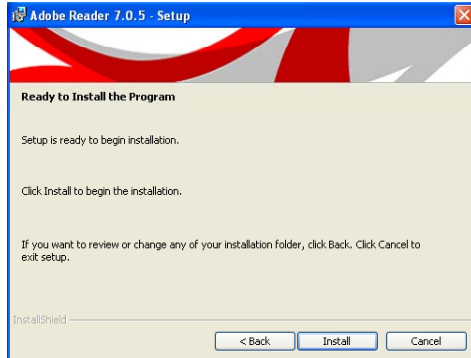 Adobe Reader 7.0.5 - Setup
Ready to Install the Program
Setup is ready to begin installation.
Click Install to begin the installation.
If you want to review or change any of your installation folder, click Back. Click Cancel to
exit setup.
InstallShield
< Back Install Cancel